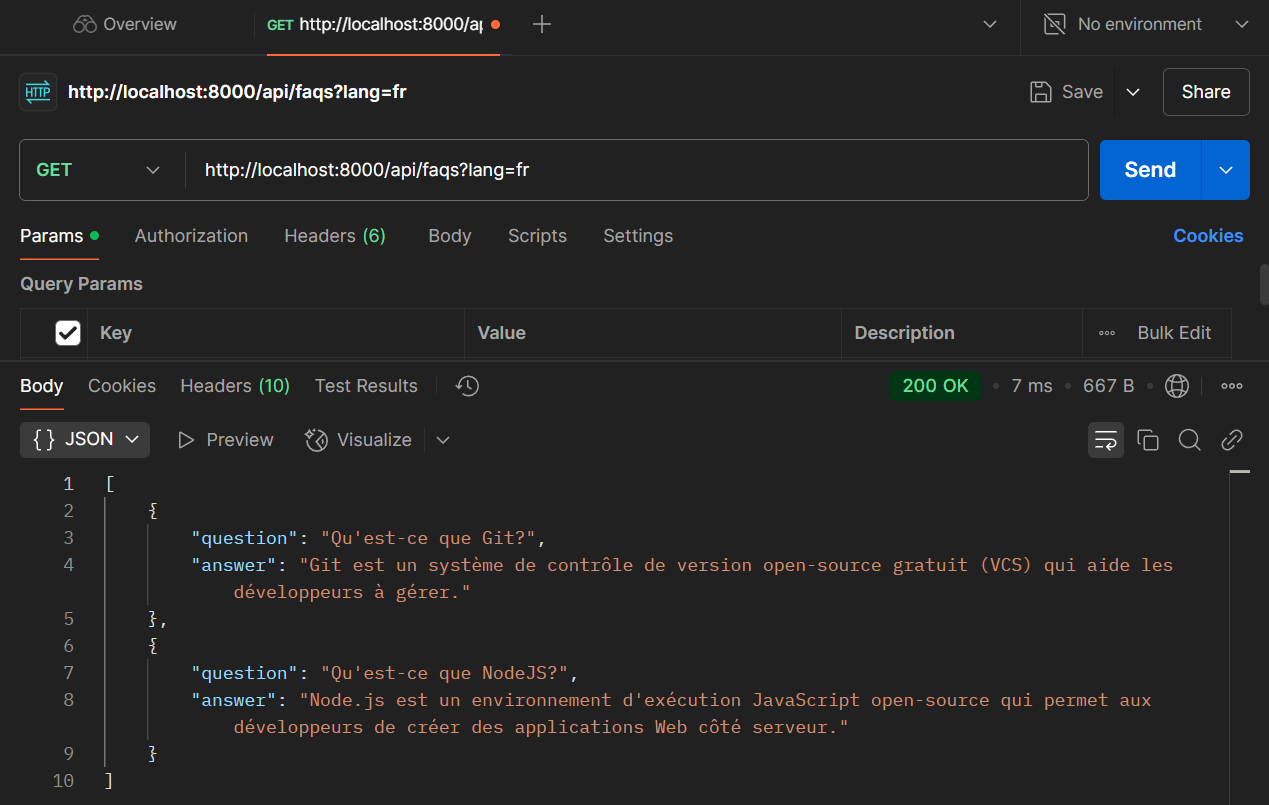 Overview
GET http://localhost:8000/a
No environment
HTTP http://localhost:8000/api/faqs?lang=fr
Save
Share
GET http://localhost:8000/api/faqs?lang=fr
Send
Params Authorization Headers (6) Body Scripts Settings Cookies
Query Params
Key Value Description Bulk Edit
Body Cookies Headers (10) Test Results 200 OK 7 ms 667 B
{} JSON Preview Visualize
1 [
2 {
3 "question": "Qu'est-ce que Git?",
4 "answer": "Git est un système de contrôle de version open-source gratuit (VCS) qui aide les
développeurs à gérer."
5 },
6 {
7 "question": "Qu'est-ce que NodeJS?",
8 "answer": "Node.js est un environnement d'exécution JavaScript open-source qui permet aux
développeurs de créer des applications Web côté serveur."
9 }
10 ]